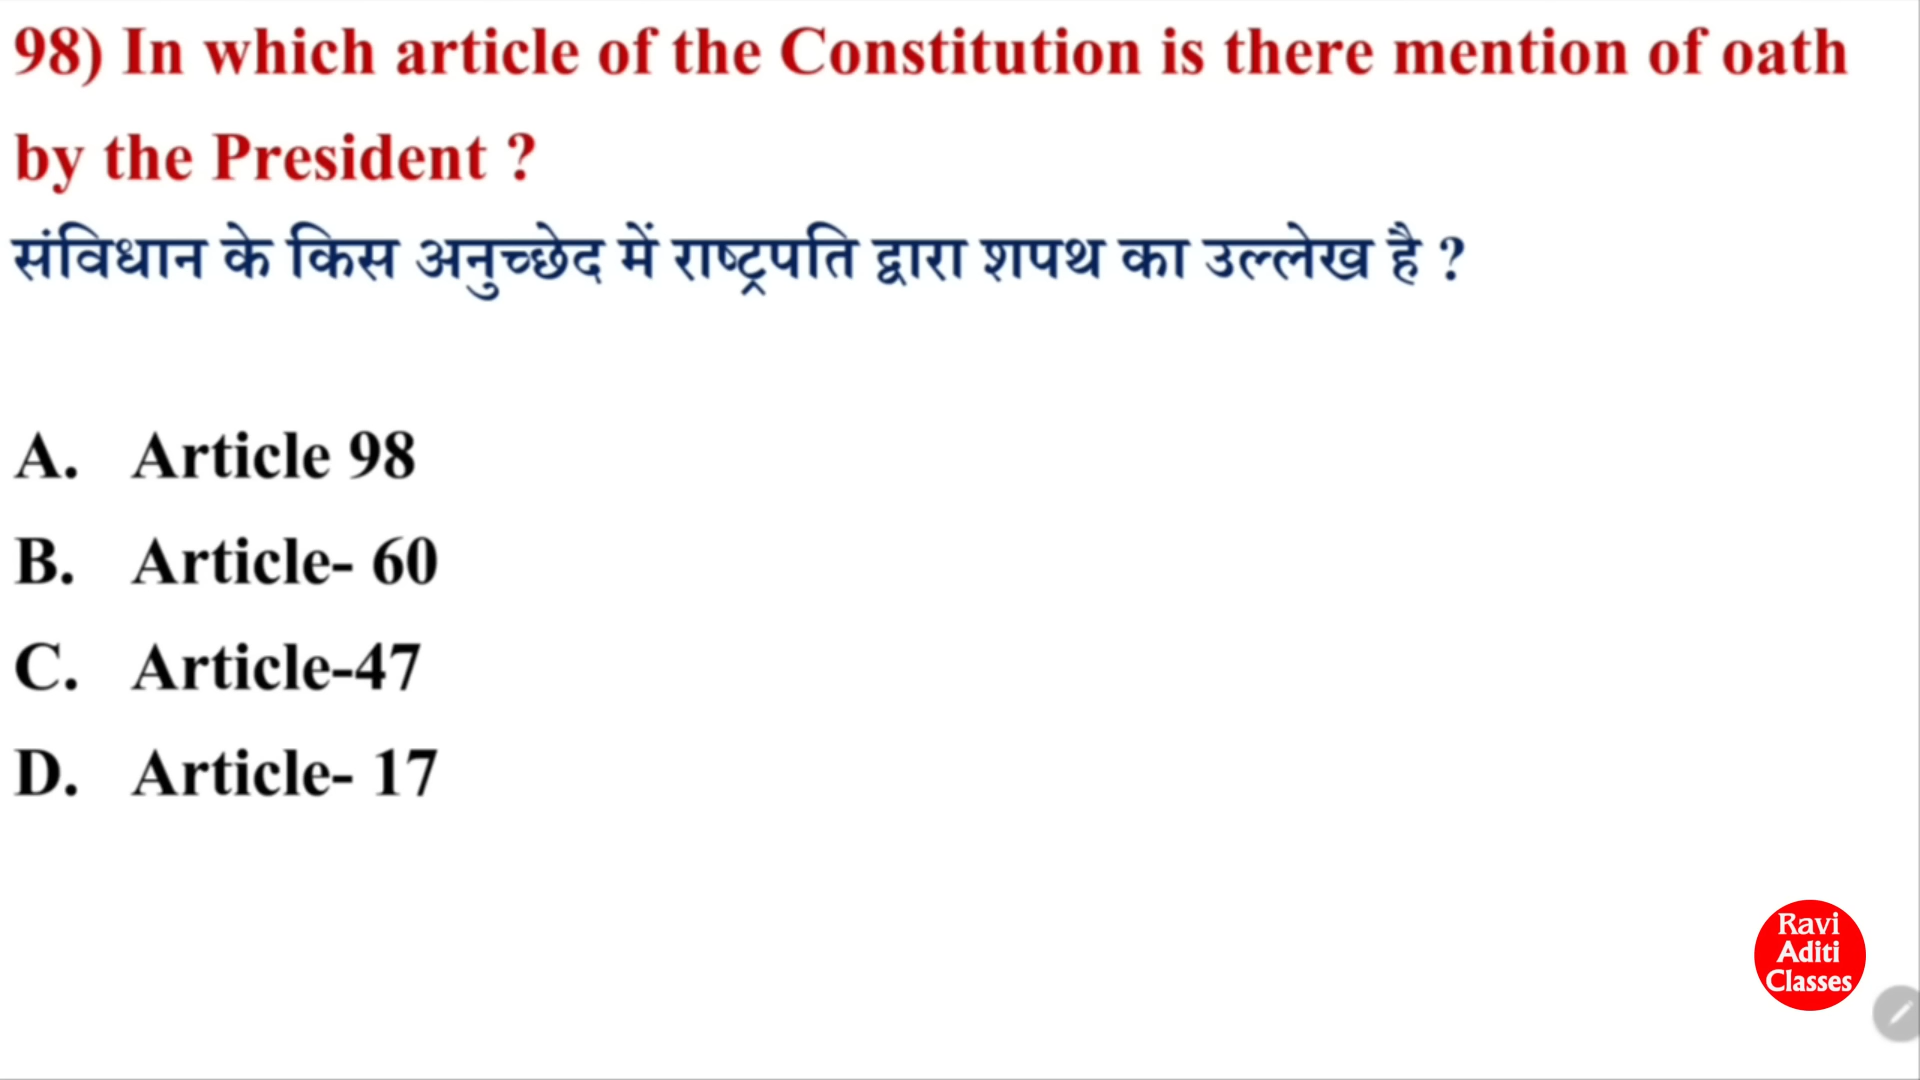 98) In which article of the Constitution is there mention of oath
by the President ?
संविधान के किस अनुच्छेद में राष्ट्रपति द्वारा शपथ का उल्लेख है ?
A. Article 98
B. Article- 60
C. Article-47
D. Article- 17
Ravi
Aditi
Classes